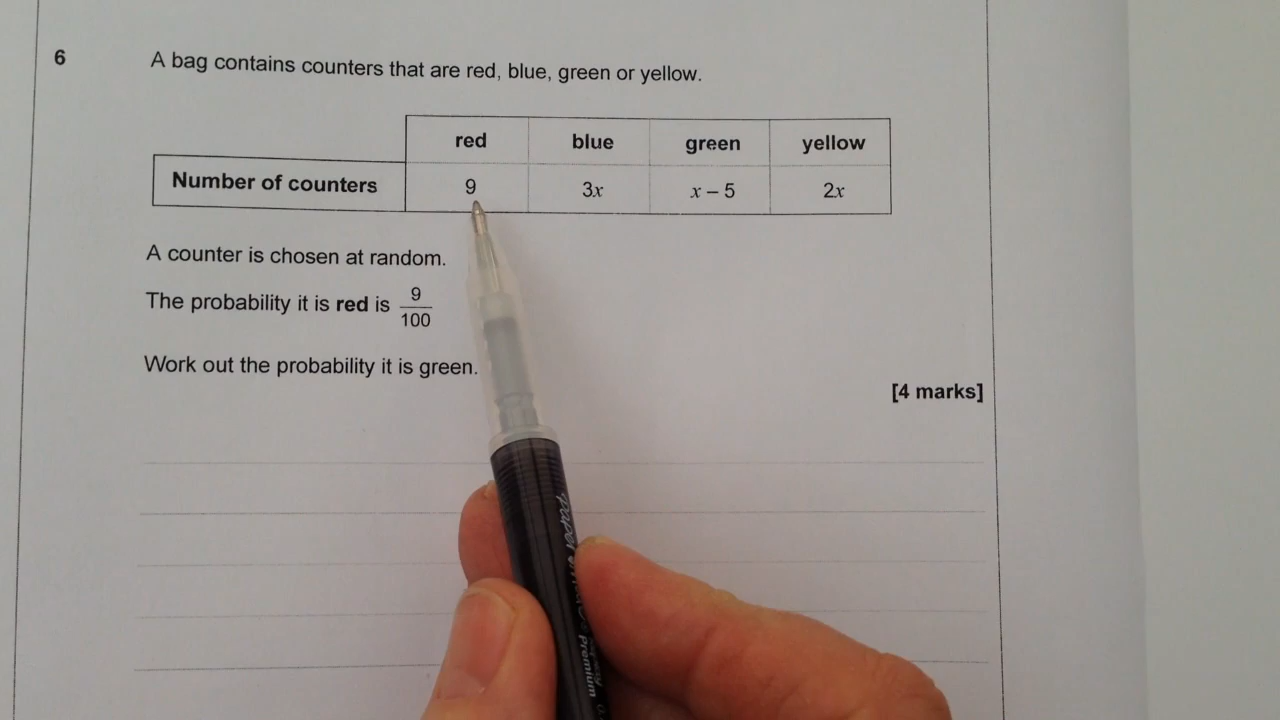 6 A bag contains counters that are red, blue, green or yellow.
red blue green yellow
Number of counters 9 3x x – 5 2x
A counter is chosen at random.
The probability it is red is 9/100
Work out the probability it is green.
[4 marks]
Premium